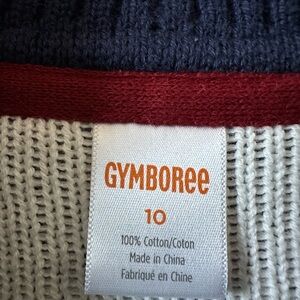 GYMBOREE
10
100% Cotton/Coton
Made in China
Fabriqué en Chine